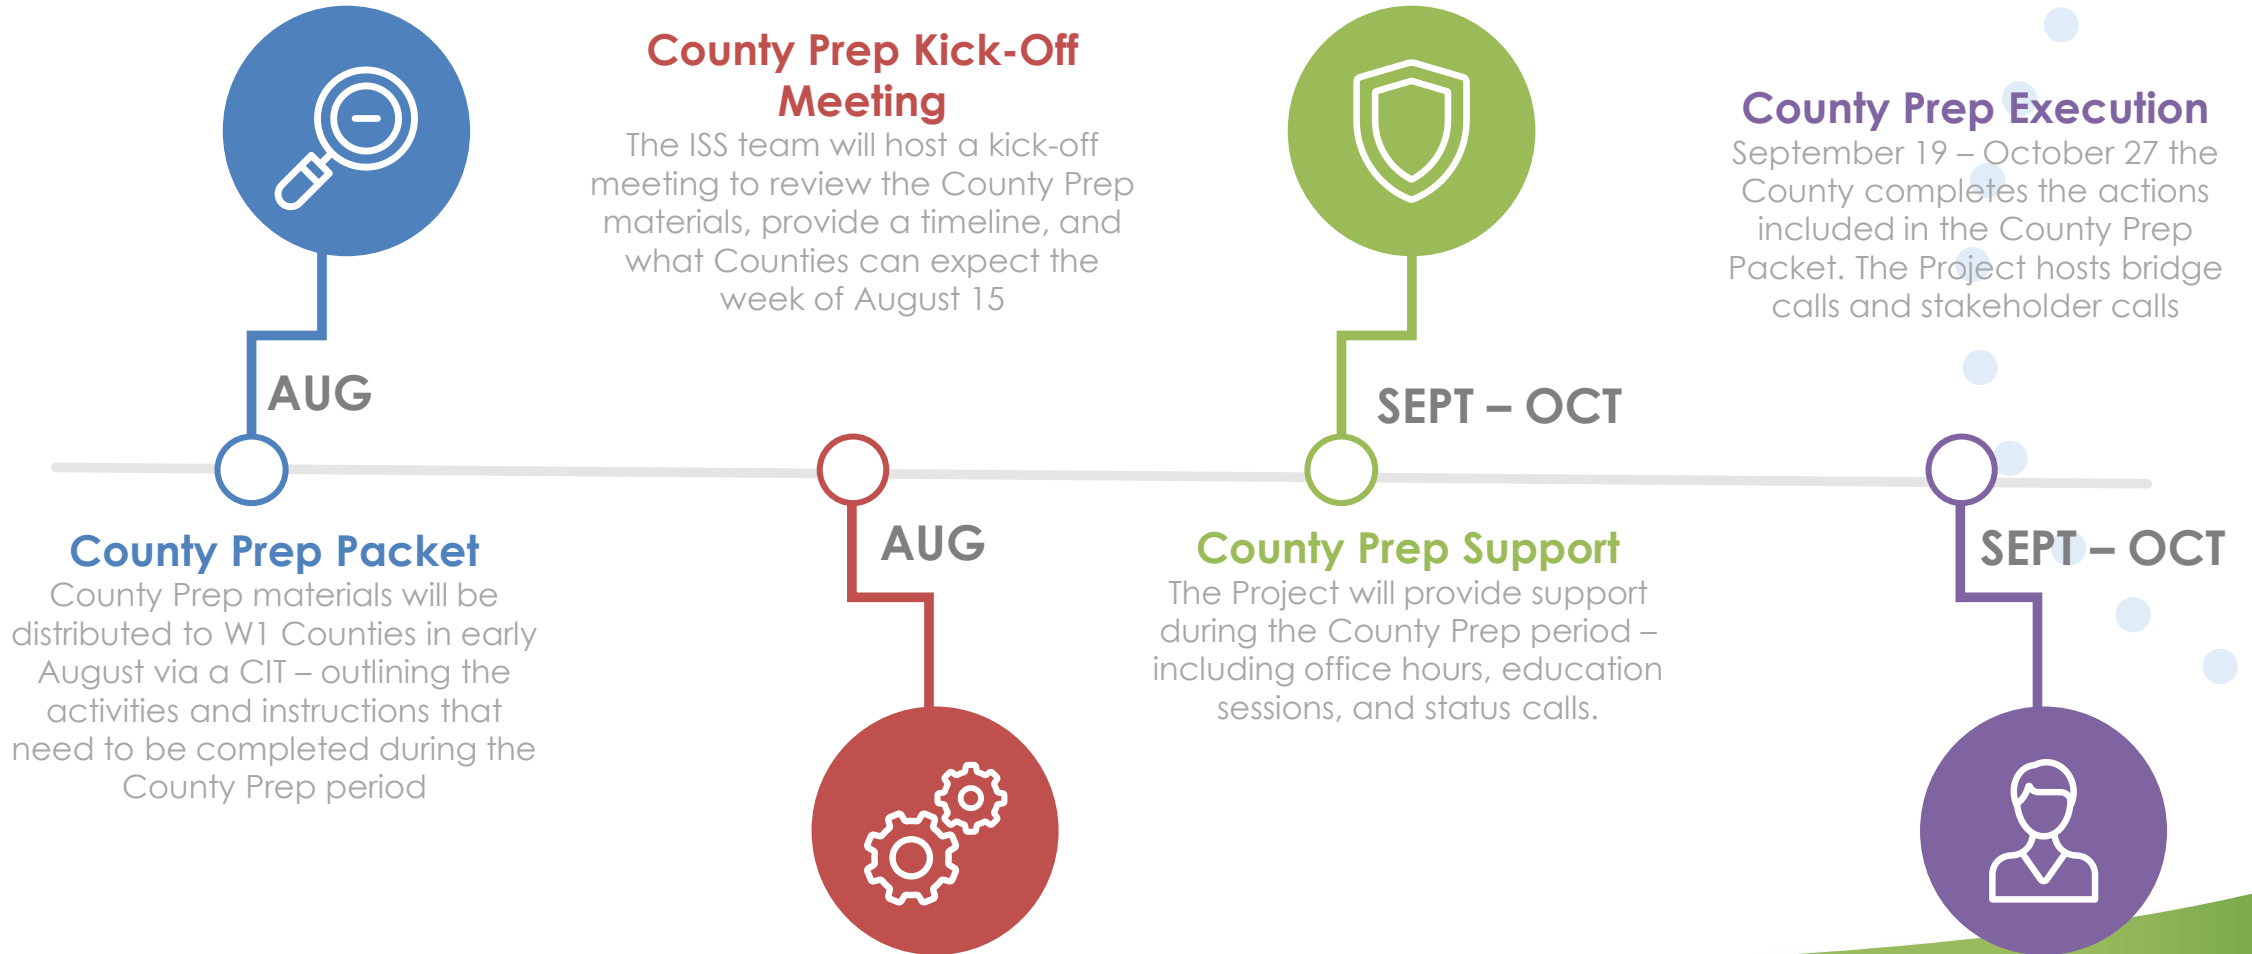 AUG
County Prep Packet
County Prep materials will be
distributed to W1 Counties in early
August via a CIT – outlining the
activities and instructions that
need to be completed during the
County Prep period
County Prep Kick-Off
Meeting
The ISS team will host a kick-off
meeting to review the County Prep
materials, provide a timeline, and
what Counties can expect the
week of August 15
AUG
SEPT – OCT
County Prep Support
The Project will provide support
during the County Prep period –
including office hours, education
sessions, and status calls.
County Prep Execution
September 19 – October 27 the
County completes the actions
included in the County Prep
Packet. The Project hosts bridge
calls and stakeholder calls
SEPT – OCT